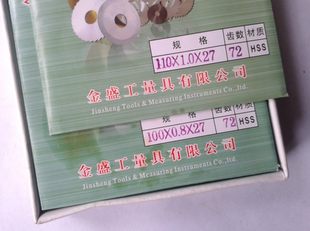 规格 齿数 材质
110X1.0X27 72 HSS
金盛工量具有限公司
Jinsheng Tools & Measuring Instruments Co.,ltd.
规格 齿数 材质
100X0.8X27 72 HSS
金盛工量具有限公司
Jinsheng Tools & Measuring Instruments Co.,ltd.